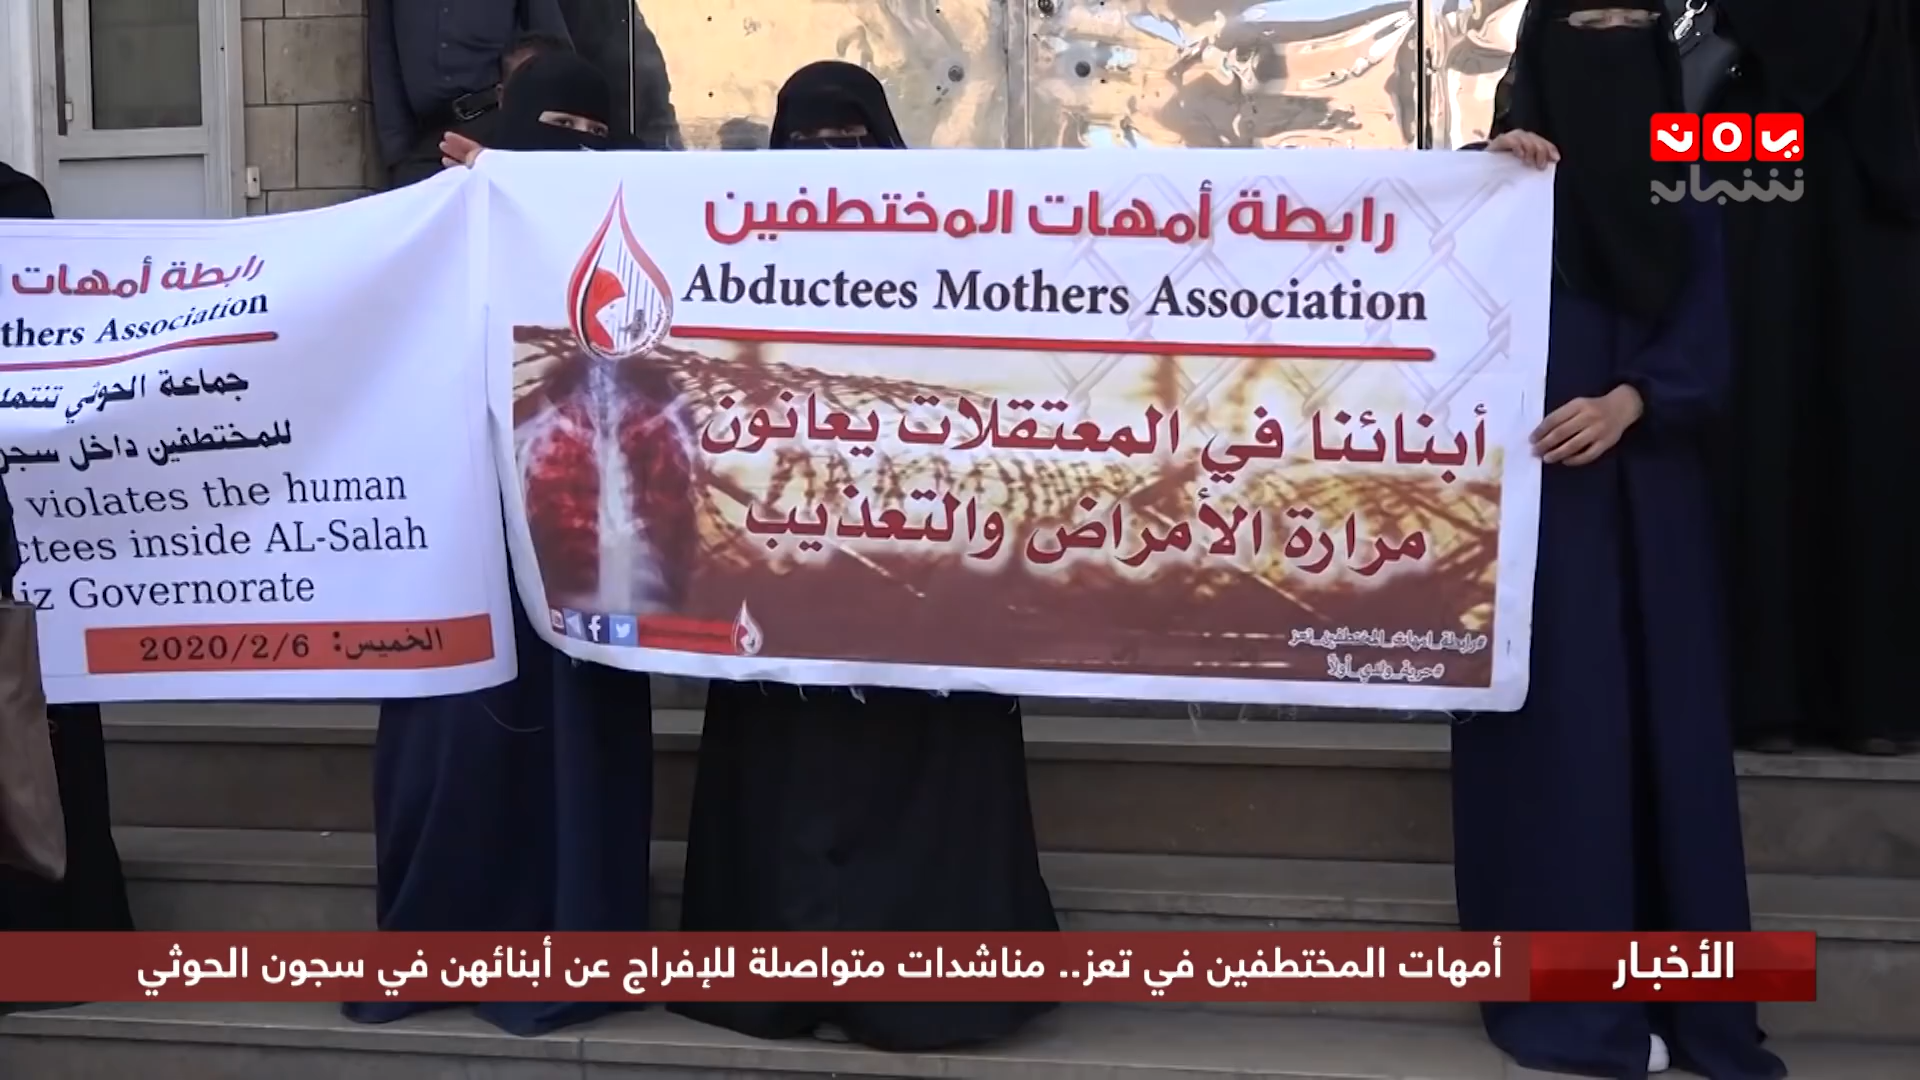 يمن
شباب
رابطة أمهات المختطفين
Abductees Mothers Association
أبنائنا في المعتقلات يعانون
مرارة الأمراض والتعذيب
#رابطة_امهات_المختطفين_تعز
#حرية_ولدي_أولاً
رابطة أمهات
thers Association
جماعة الحوثي
للمختطفين داخل
violates the human
ctees inside AL-Salah
iz Governorate
الخميس: 2020/2/6
الأخبار
أمهات المختطفين في تعز.. مناشدات متواصلة للإفراج عن أبنائهن في سجون الحوثي